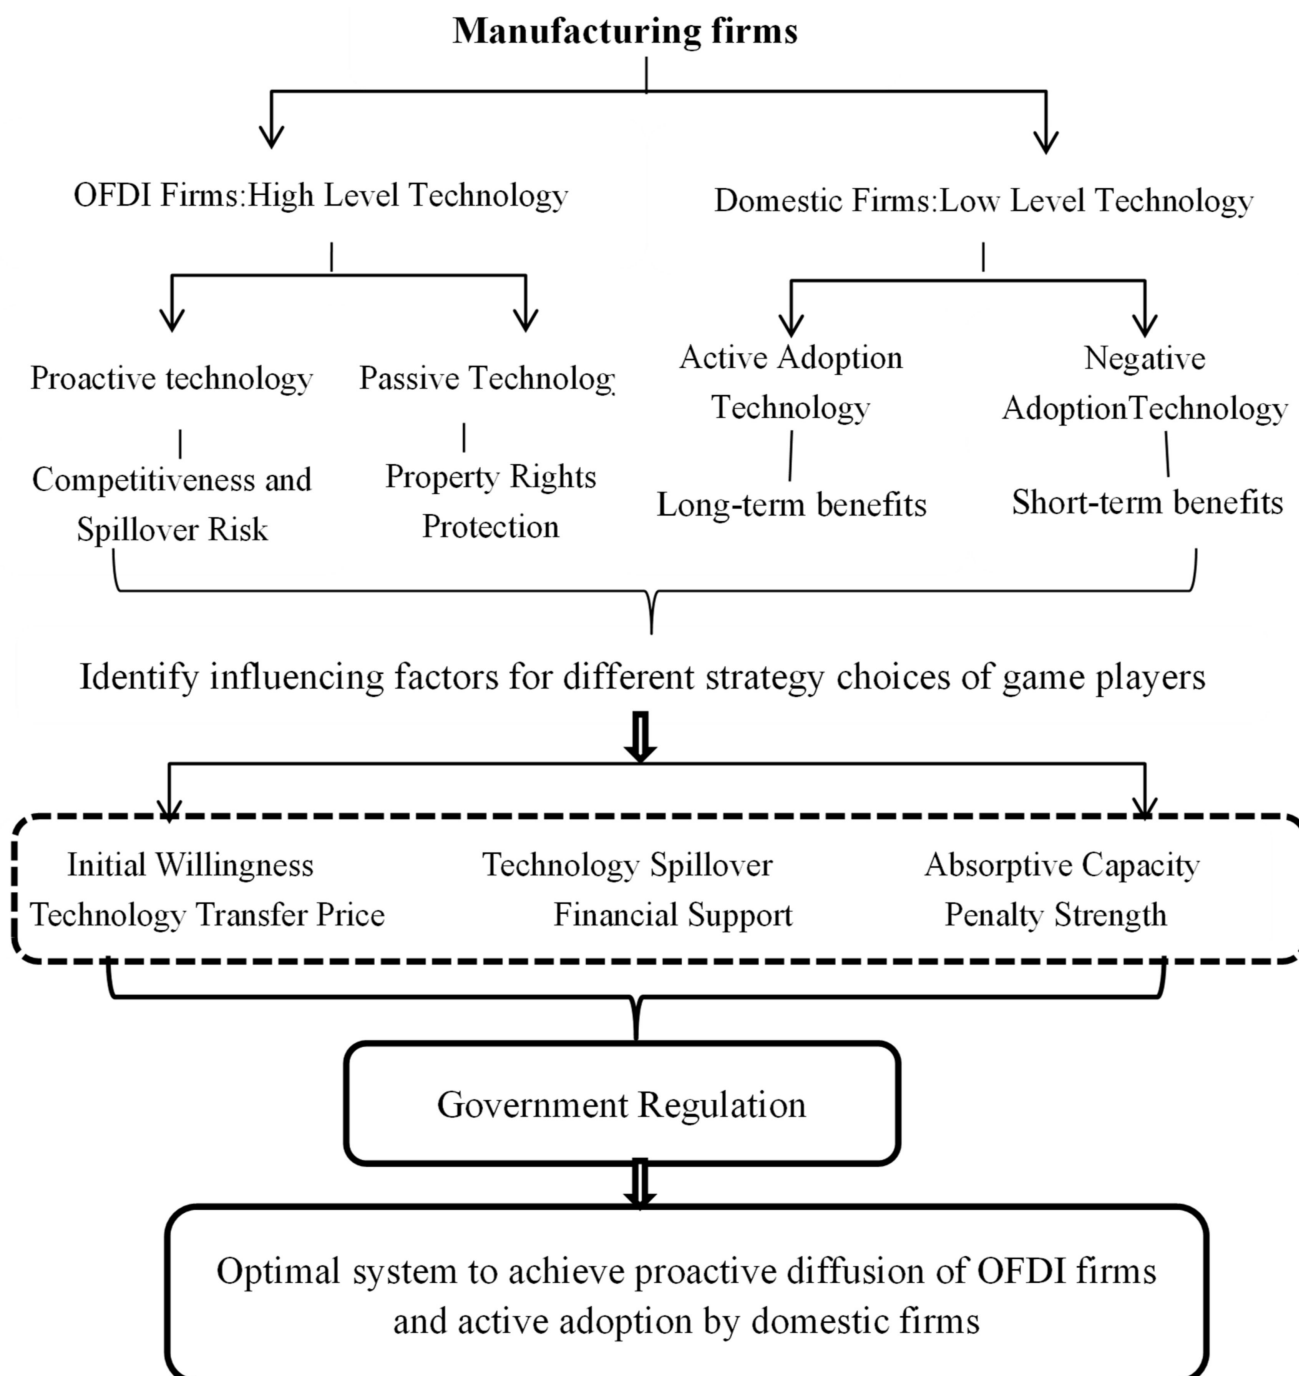 Manufacturing firms
OFDI Firms:High Level Technology
Domestic Firms:Low Level Technology
Proactive technology
Passive Technolog
Active Adoption
Technology
Negative
AdoptionTechnology
Competitiveness and
Spillover Risk
Property Rights
Protection
Long-term benefits
Short-term benefits
Identify influencing factors for different strategy choices of game players
Initial Willingness
Technology Spillover
Absorptive Capacity
Technology Transfer Price
Financial Support
Penalty Strength
Government Regulation
Optimal system to achieve proactive diffusion of OFDI firms
and active adoption by domestic firms